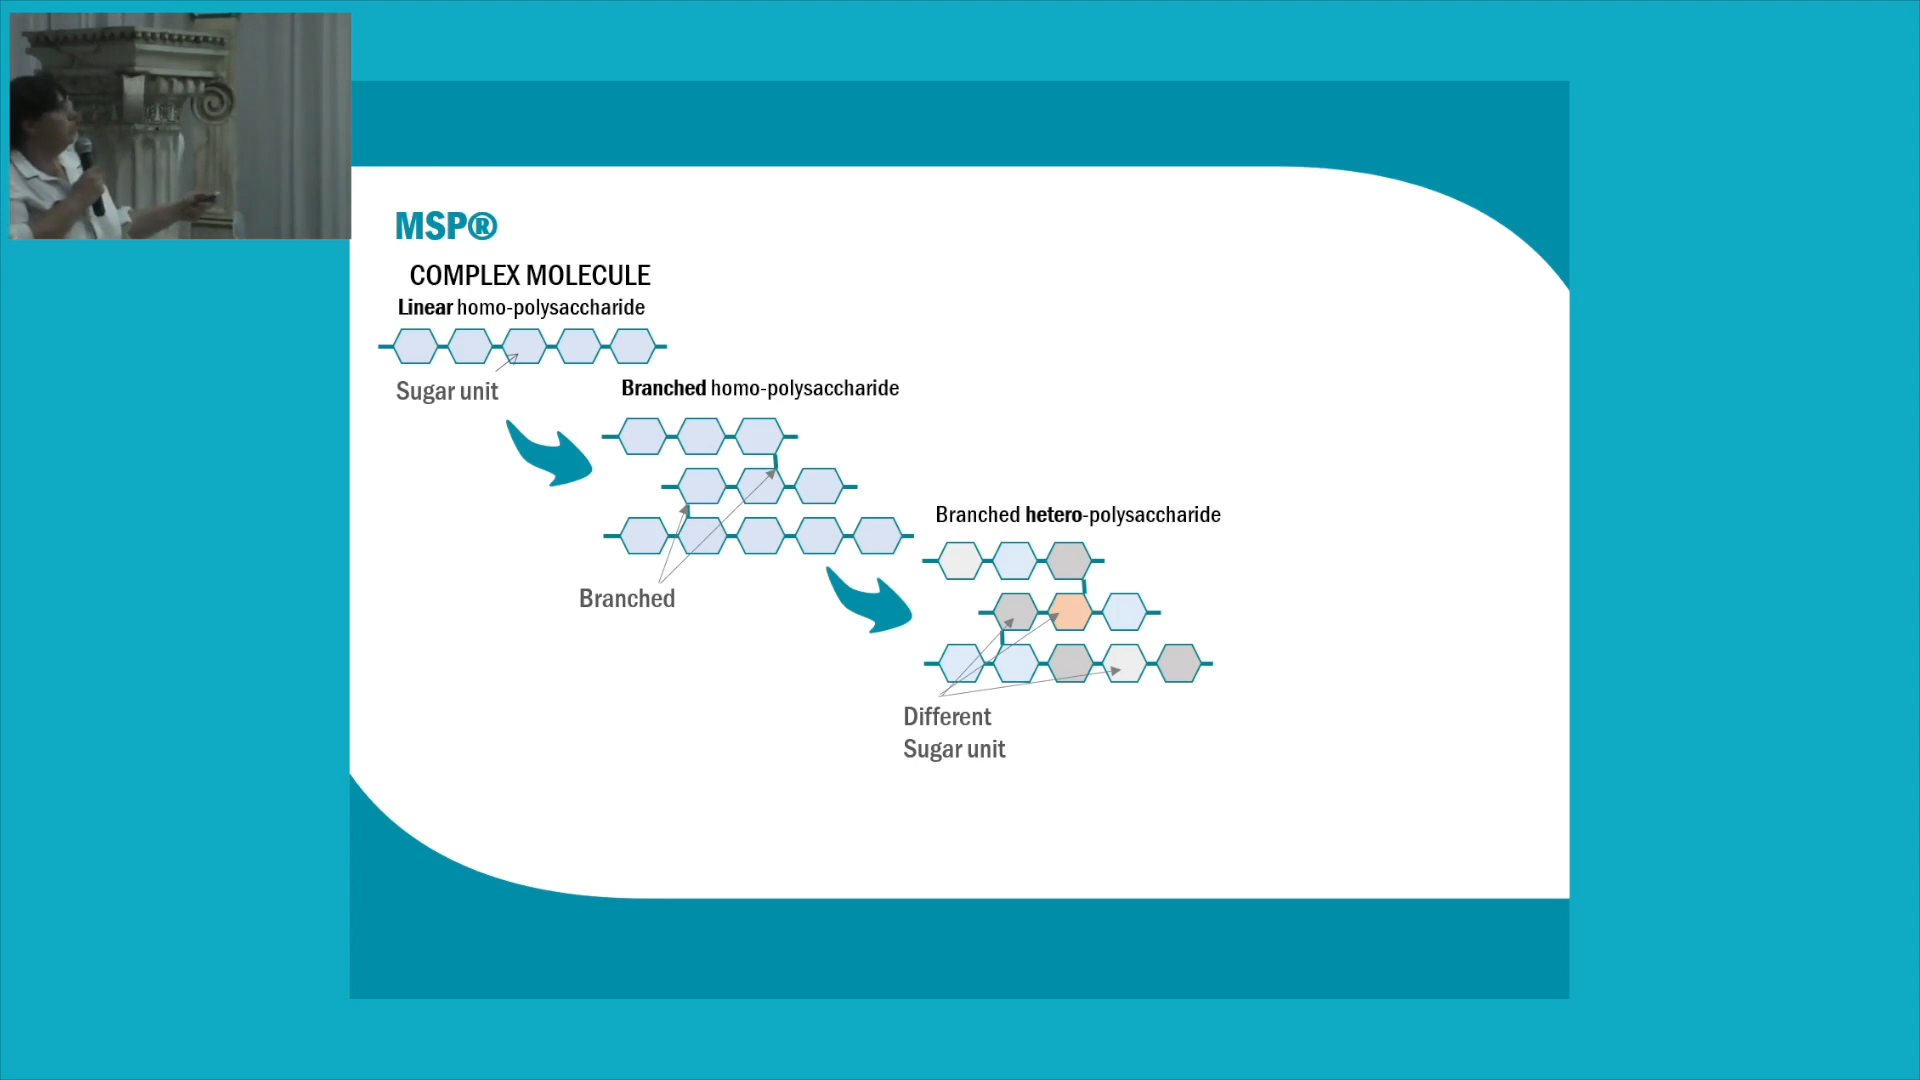 MSP®
COMPLEX MOLECULE
Linear homo-polysaccharide
Sugar unit
Branched homo-polysaccharide
Branched
Branched hetero-polysaccharide
Different
Sugar unit